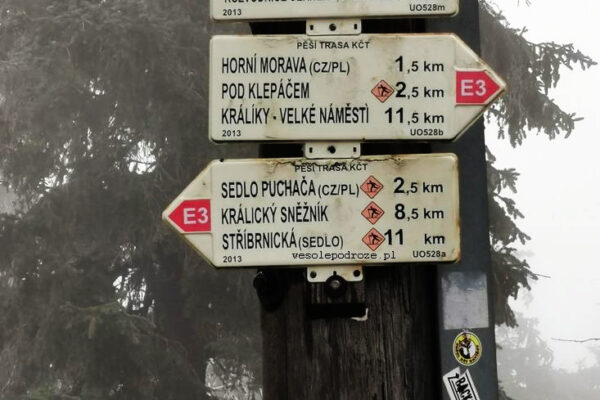 2013 UO528m
PĚŠÍ TRASA KČT
HORNÍ MORAVA (CZ/PL) 1,5 km
POD KLEPÁČEM 2,5 km
KRÁLÍKY - VELKÉ NÁMĚSTÌ 11,5 km
2013 UO528b
E3
PĚŠÍ TRASA KČT
SEDLO PUCHAČA (CZ/PL) 2,5 km
KRÁLICKÝ SNĚŽNÍK 8,5 km
STŘÍBRNICKÁ (SEDLO) 11 km
2013 UO528a
E3
vesolepodroze.pl